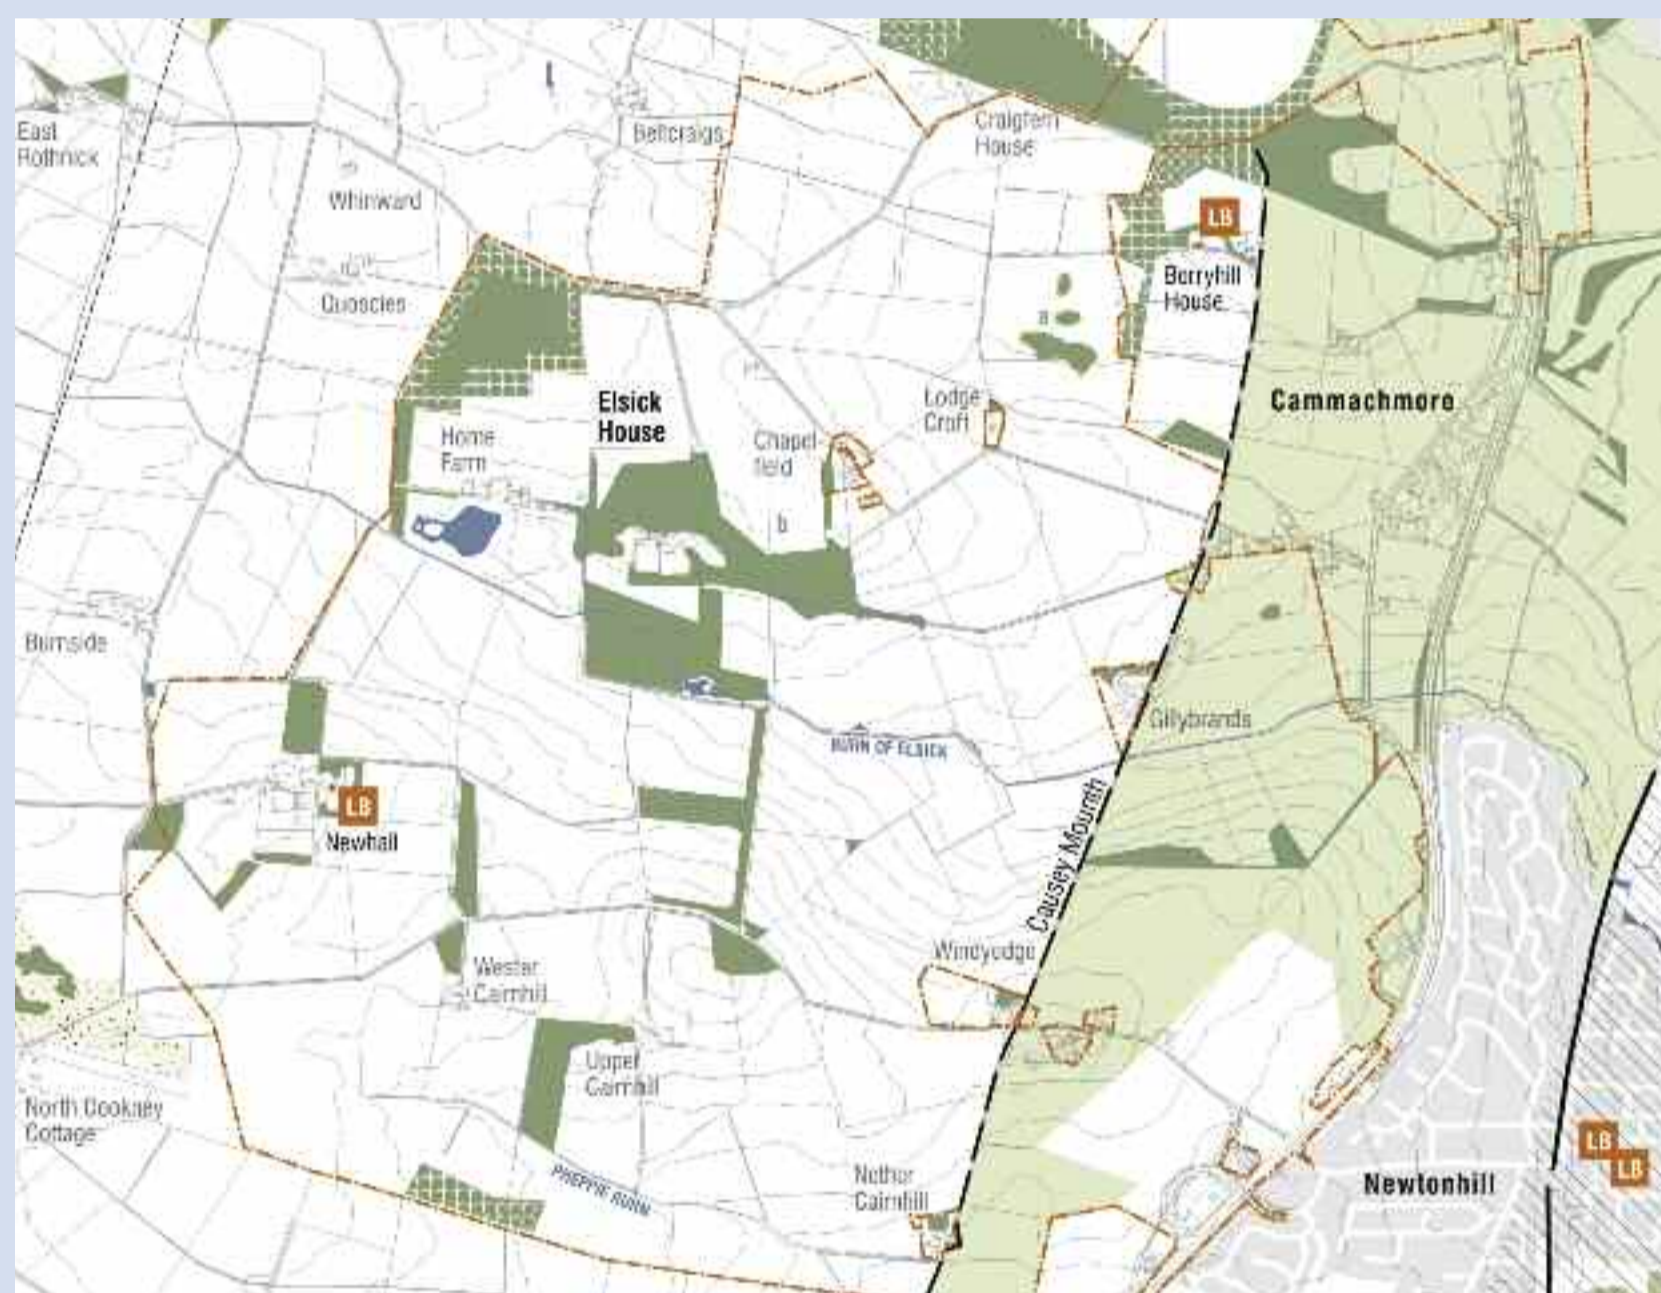 East
Rothnick
Bellcraigs
Craigfern
House
Whinward
LB
Quoscies
Berryhill
House
a
Elsick
House
Lodge
Croft
Cammachmore
Home
Farm
Chapel
field
b
Burnside
Gillybrands
BURN OF ELSICK
LB
Newhall
Causey Mounth
Windyedge
Wester
Cairnhill
Upper
Cairnhill
North Cookney
Cottage
PHEPPIE BURN
Nether
Cairnhill
Newtonhill
LB
LB